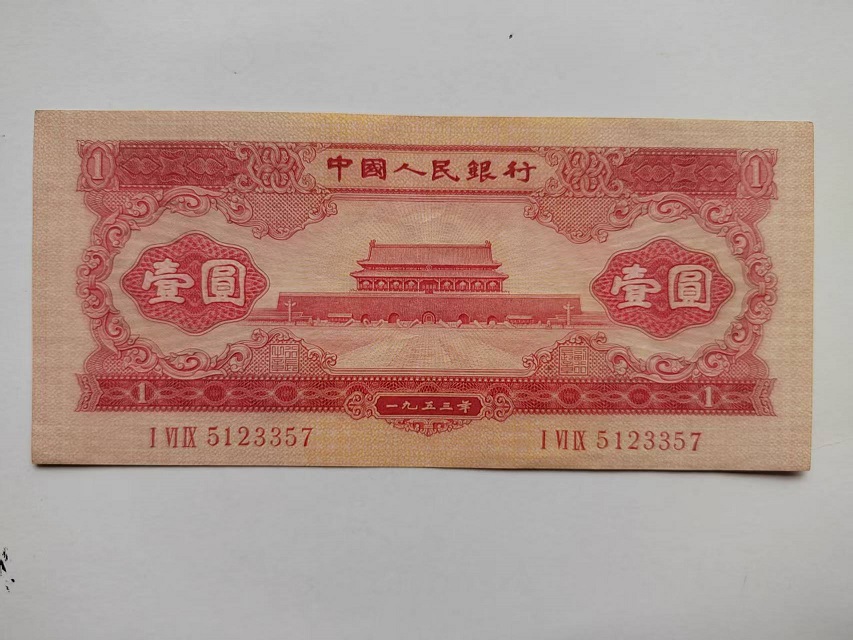 1 中國人民銀行 1
壹圓 壹圓
1 一九五三年 1
I VI IX 5123357 I VI IX 5123357